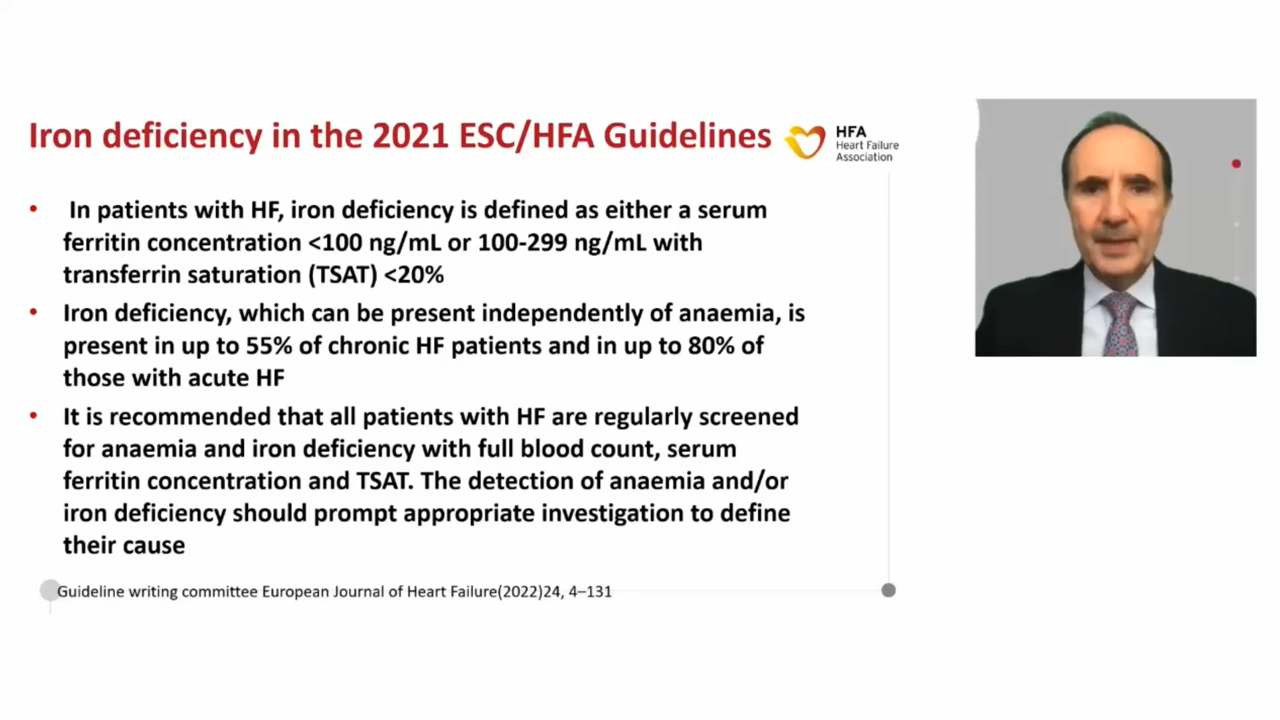 Iron deficiency in the 2021 ESC/HFA Guidelines
HFA
Heart Failure
Association
• In patients with HF, iron deficiency is defined as either a serum
ferritin concentration <100 ng/mL or 100-299 ng/mL with
transferrin saturation (TSAT) <20%
• Iron deficiency, which can be present independently of anaemia, is
present in up to 55% of chronic HF patients and in up to 80% of
those with acute HF
• It is recommended that all patients with HF are regularly screened
for anaemia and iron deficiency with full blood count, serum
ferritin concentration and TSAT. The detection of anaemia and/or
iron deficiency should prompt appropriate investigation to define
their cause
Guideline writing committee European Journal of Heart Failure(2022)24, 4–131